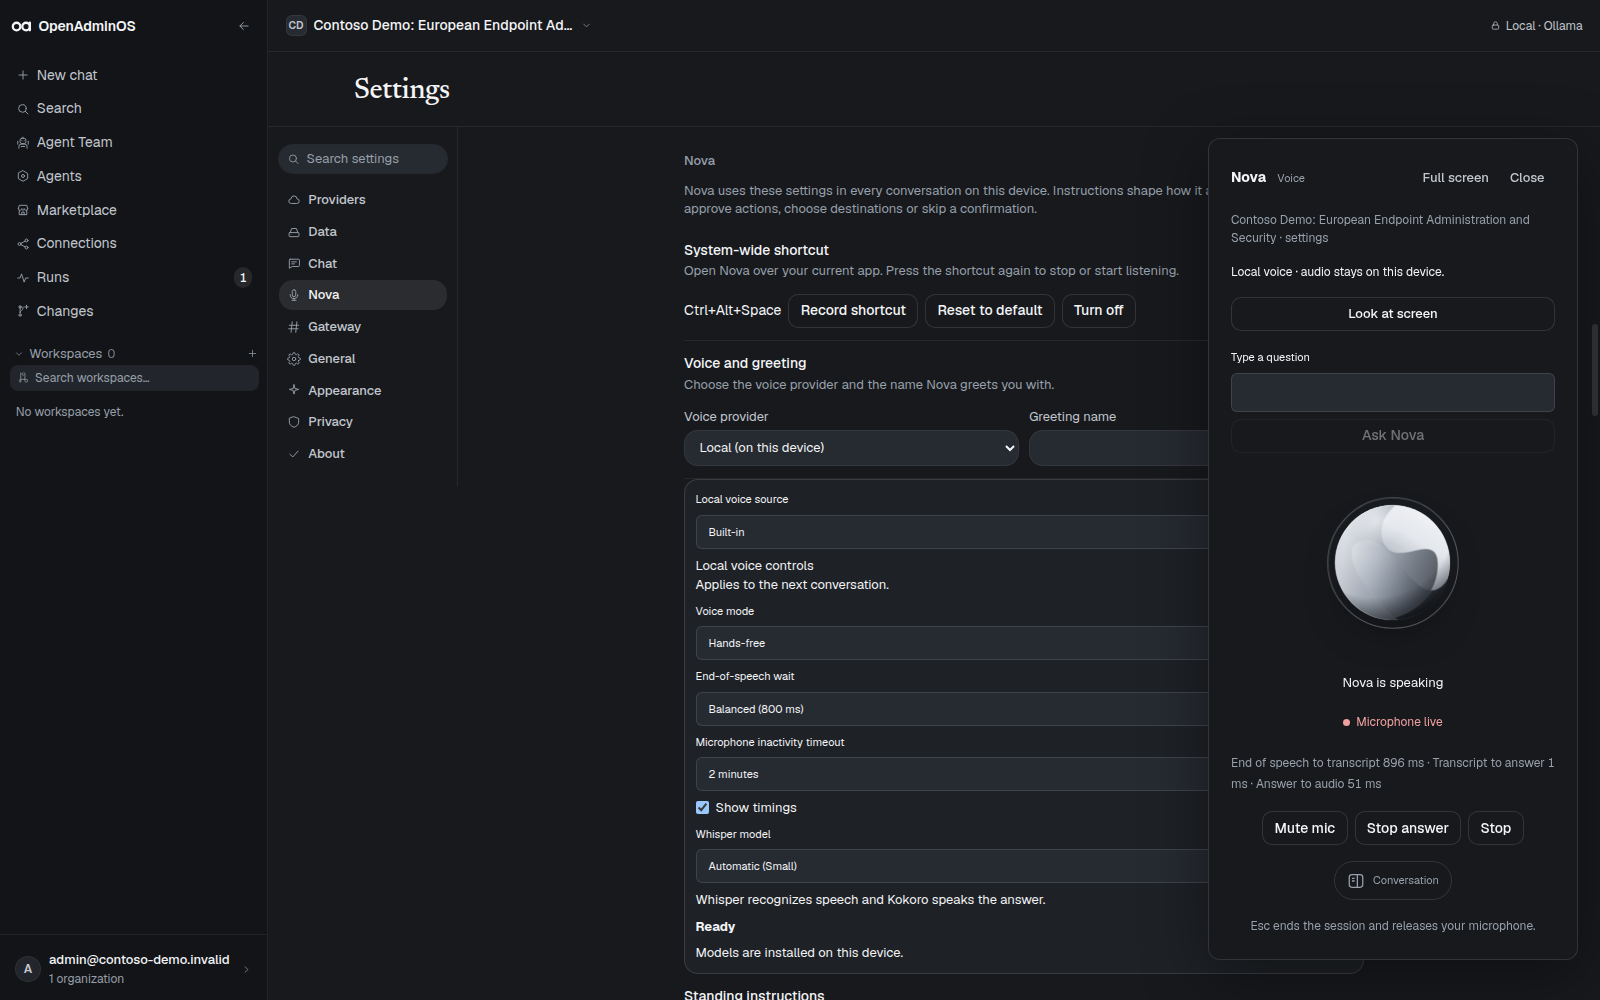 OpenAdminOS
New chat
Search
Agent Team
Agents
Marketplace
Connections
Runs
1
Changes
Workspaces 0
Search workspaces...
No workspaces yet.
A
admin@contoso-demo.invalid
1 organization
CD
Contoso Demo: European Endpoint Ad...
Local · Ollama
Settings
Search settings
Providers
Data
Chat
Nova
Gateway
General
Appearance
Privacy
About
Nova
Nova uses these settings in every conversation on this device. Instructions shape how it a
approve actions, choose destinations or skip a confirmation.
System-wide shortcut
Open Nova over your current app. Press the shortcut again to stop or start listening.
Ctrl+Alt+Space
Record shortcut
Reset to default
Turn off
Voice and greeting
Choose the voice provider and the name Nova greets you with.
Voice provider
Greeting name
Local (on this device)
Local voice source
Built-in
Local voice controls
Applies to the next conversation.
Voice mode
Hands-free
End-of-speech wait
Balanced (800 ms)
Microphone inactivity timeout
2 minutes
Show timings
Whisper model
Automatic (Small)
Whisper recognizes speech and Kokoro speaks the answer.
Ready
Models are installed on this device.
Standing instructions
Nova Voice
Full screen
Close
Contoso Demo: European Endpoint Administration and
Security · settings
Local voice · audio stays on this device.
Look at screen
Type a question
Ask Nova
Nova is speaking
Microphone live
End of speech to transcript 896 ms · Transcript to answer 1
ms · Answer to audio 51 ms
Mute mic
Stop answer
Stop
Conversation
Esc ends the session and releases your microphone.